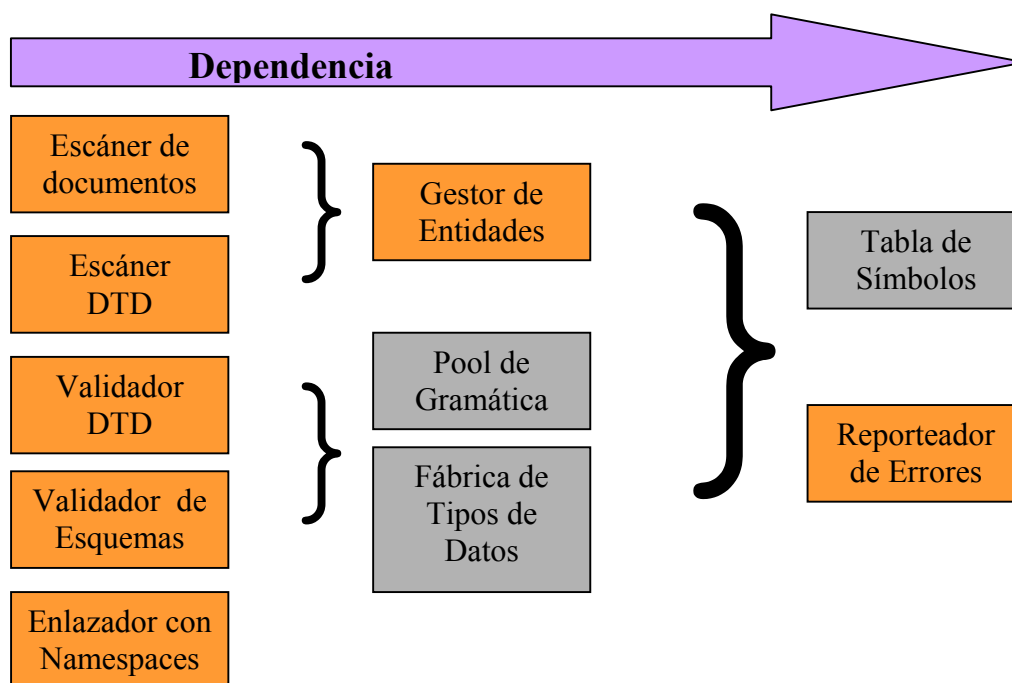 Dependencia
Escáner de
documentos
Escáner
DTD
Validador
DTD
Validador de
Esquemas
Enlazador con
Namespaces
Gestor de
Entidades
Pool de
Gramática
Fábrica de
Tipos de
Datos
Tabla de
Símbolos
Reporteador
de Errores